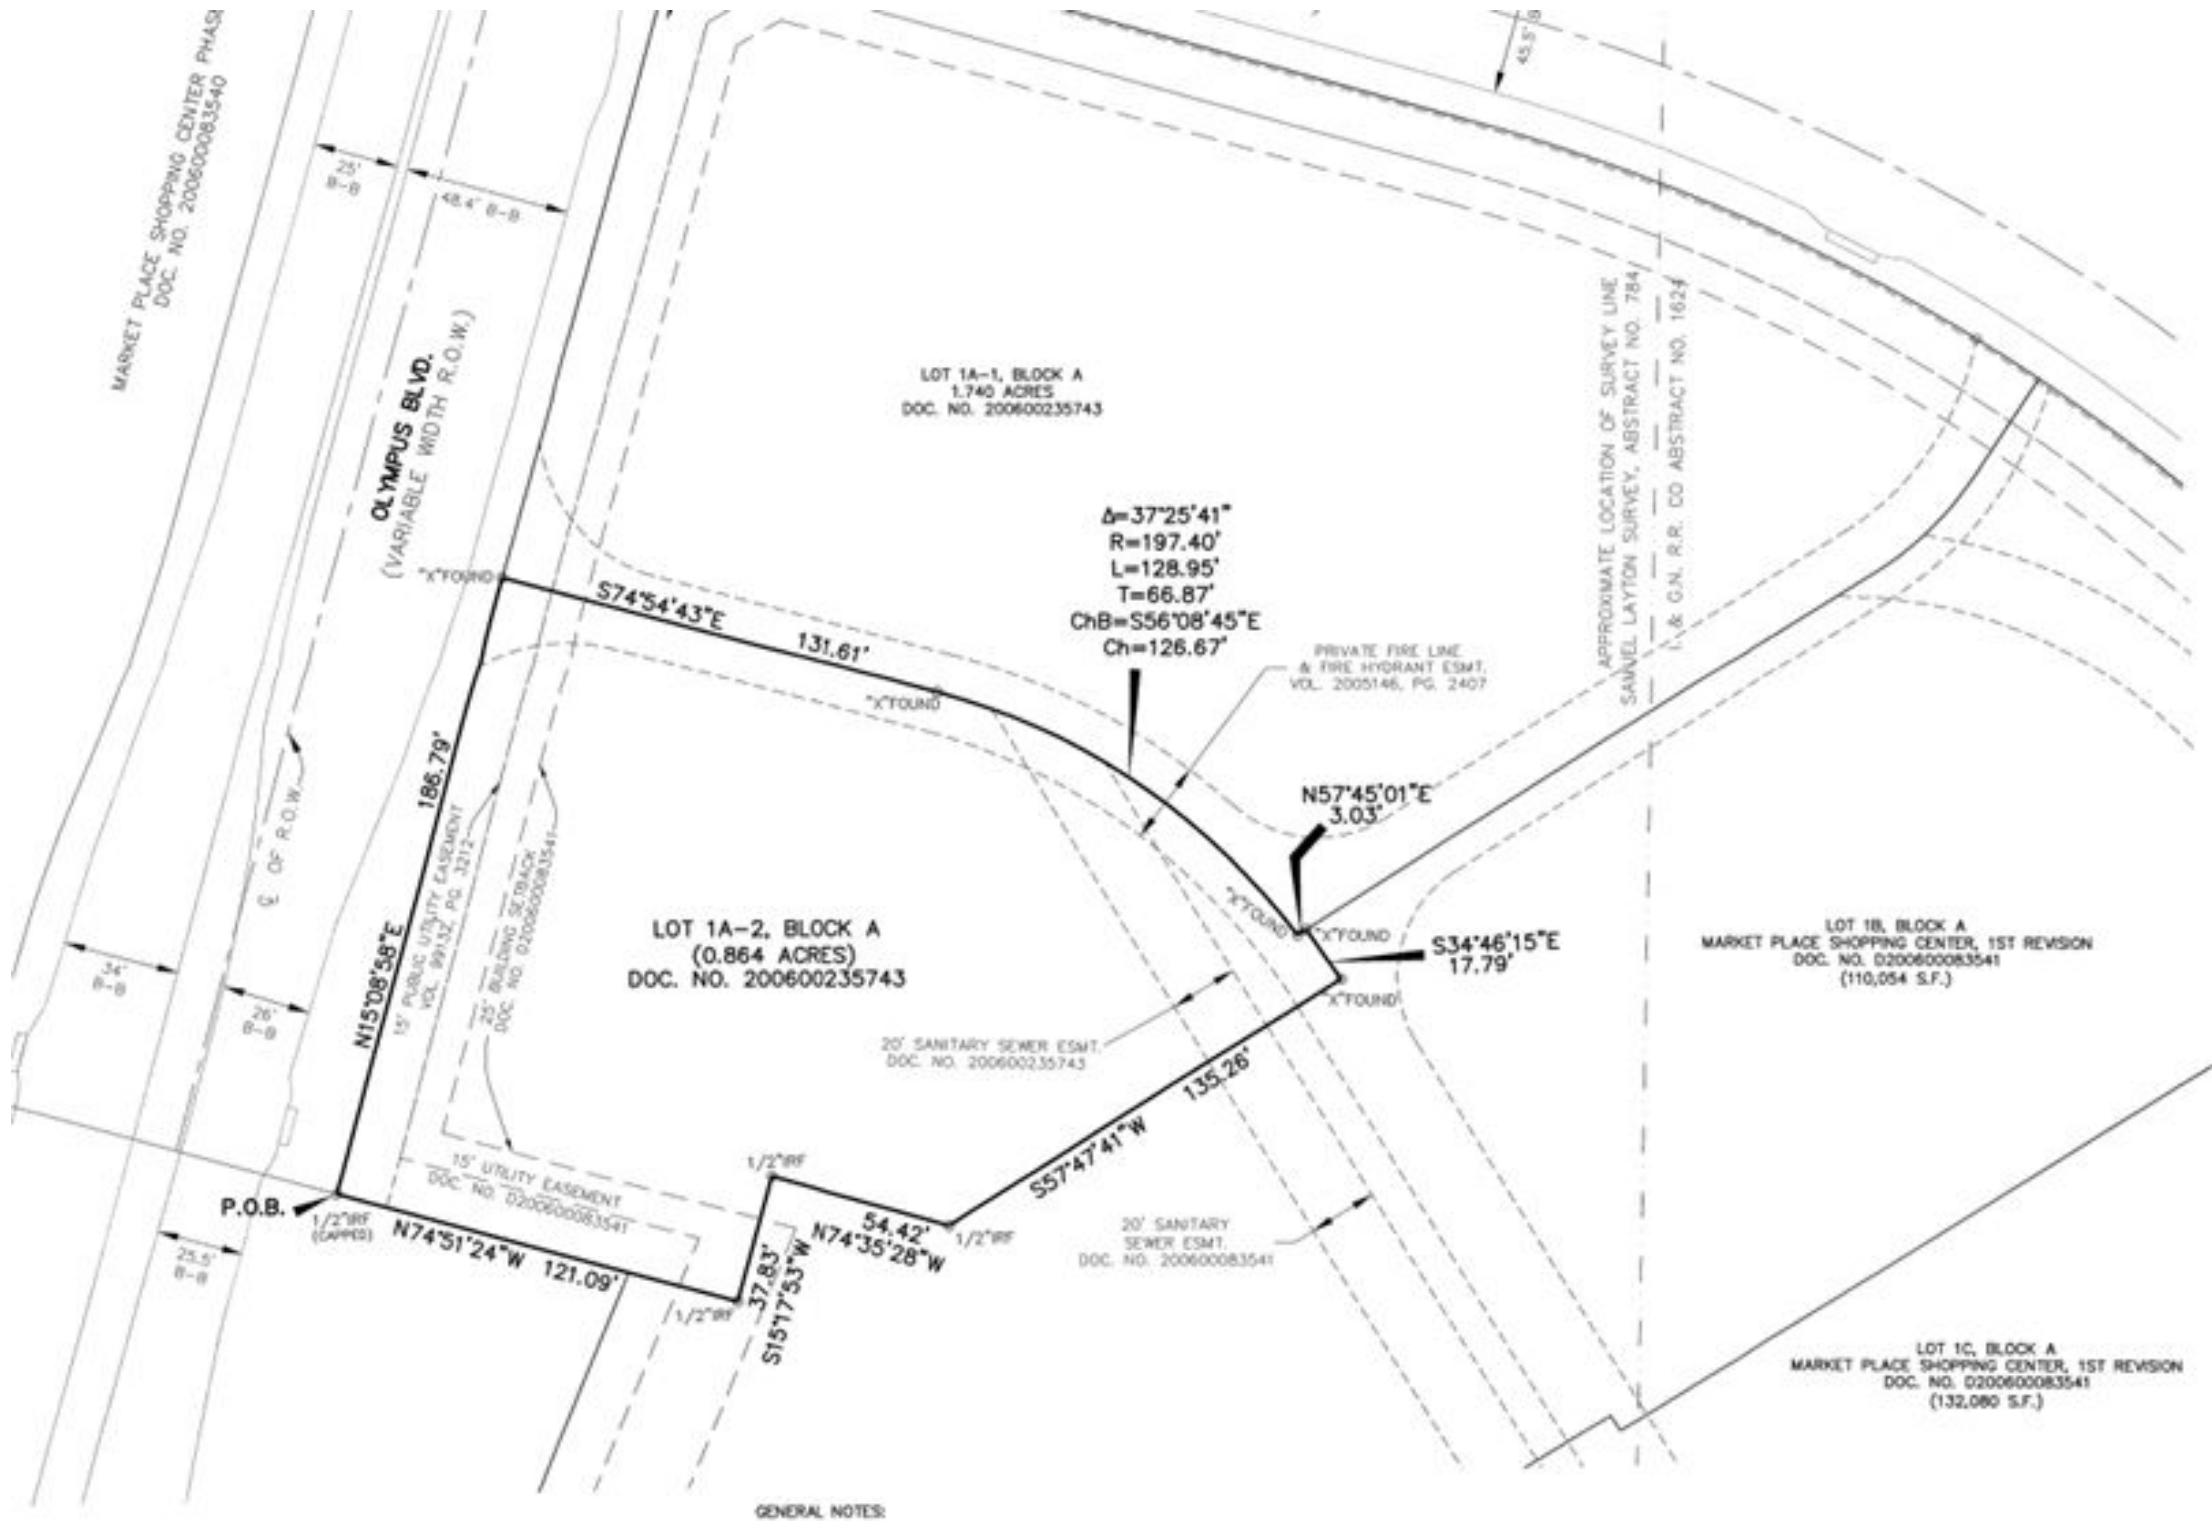 MARKET PLACE SHOPPING CENTER
DOC. NO. 200600083540
45.5'
25'
B-B
48.4' B-B
OLYMPUS BLVD.
(VARIABLE WIDTH R.O.W.)
LOT 1A-1, BLOCK A
1.740 ACRES
DOC. NO. 200600235743
APPROXIMATE LOCATION OF SURVEY LINE
SAMUEL LAYTON SURVEY, ABSTRACT NO. 784
I. & G.N. R.R. CO ABSTRACT NO. 1624
Δ=37°25'41"
R=197.40'
L=128.95'
T=66.87'
ChB=S56°08'45"E
Ch=126.67'
"X"FOUND
S74°54'43"E
131.61'
"X"FOUND
PRIVATE FIRE LINE
& FIRE HYDRANT ESMT.
VOL. 2005146, PG. 2407
186.79'
N15°08'58"E
℄ OF R.O.W.
15' PUBLIC UTILITY EASEMENT
VOL. 99132, PG. 3212
25' BUILDING SETBACK
DOC. NO. D200600083541
N57°45'01"E
3.03'
"X"FOUND
"X"FOUND
S34°46'15"E
17.79'
"X"FOUND
LOT 1A-2, BLOCK A
(0.864 ACRES)
DOC. NO. 200600235743
LOT 1B, BLOCK A
MARKET PLACE SHOPPING CENTER, 1ST REVISION
DOC. NO. D200600083541
(110,054 S.F.)
34'
B-B
26'
B-B
20' SANITARY SEWER ESMT.
DOC. NO. 200600235743
135.26'
S57°47'41"W
15' UTILITY EASEMENT
DOC. NO. D200600083541
1/2"IRF
P.O.B.
1/2"IRF
(CAPPED)
N74°51'24"W 121.09'
54.42'
N74°35'28"W
1/2"IRF
37.83'
S15°17'53"W
1/2"IRF
25.5'
B-B
20' SANITARY
SEWER ESMT.
DOC. NO. 200600083541
LOT 1C, BLOCK A
MARKET PLACE SHOPPING CENTER, 1ST REVISION
DOC. NO. D200600083541
(132,080 S.F.)
GENERAL NOTES: